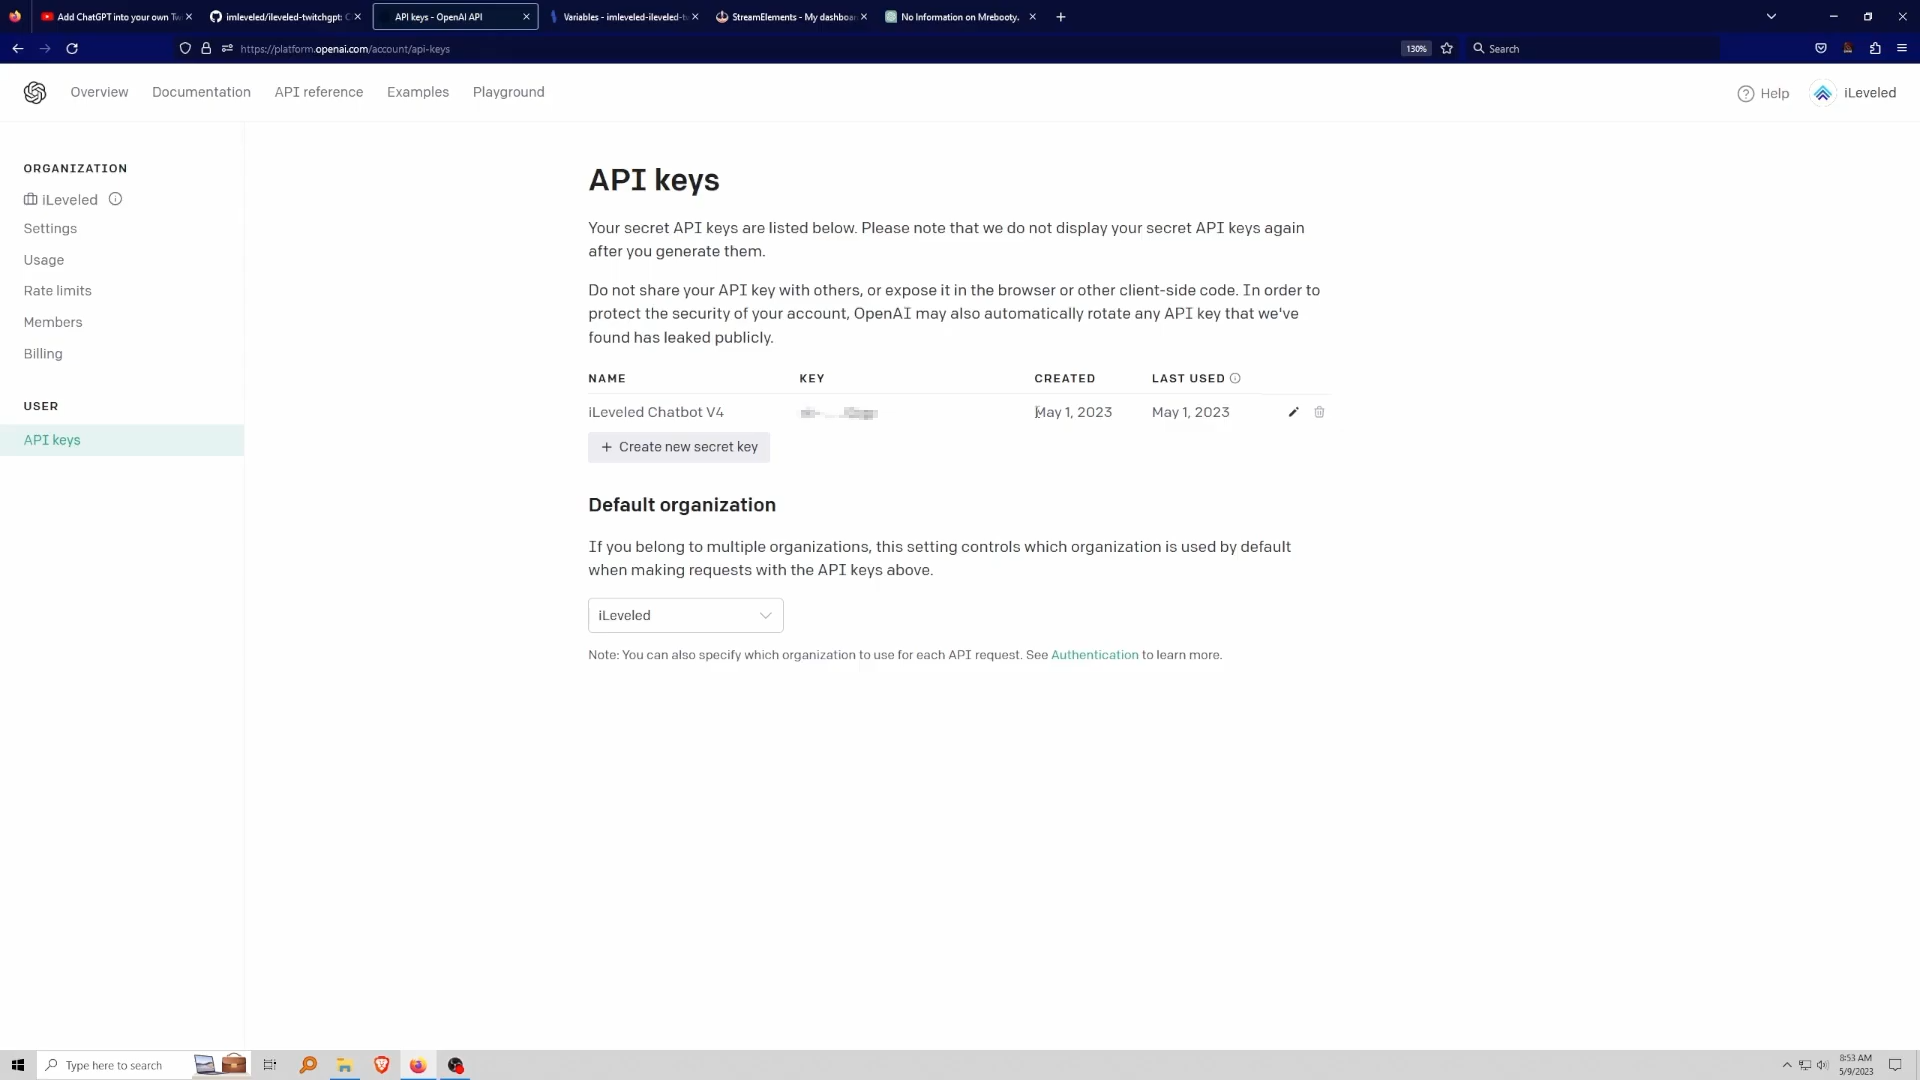 Add ChatGPT into your own Tw
imleveled/ileveled-twitchgpt: C
API keys - OpenAI API
Variables - imleveled-ileveled-t
StreamElements - My dashboar
No Information on Mrebooty.
https://platform.openai.com/account/api-keys
130%
Search
Overview
Documentation
API reference
Examples
Playground
Help
iLeveled
ORGANIZATION
iLeveled
Settings
Usage
Rate limits
Members
Billing
USER
API keys
API keys
Your secret API keys are listed below. Please note that we do not display your secret API keys again
after you generate them.
Do not share your API key with others, or expose it in the browser or other client-side code. In order to
protect the security of your account, OpenAI may also automatically rotate any API key that we've
found has leaked publicly.
NAME KEY CREATED LAST USED
iLeveled Chatbot V4 May 1, 2023 May 1, 2023
+ Create new secret key
Default organization
If you belong to multiple organizations, this setting controls which organization is used by default
when making requests with the API keys above.
iLeveled
Note: You can also specify which organization to use for each API request. See Authentication to learn more.
Type here to search
8:53 AM
5/9/2023